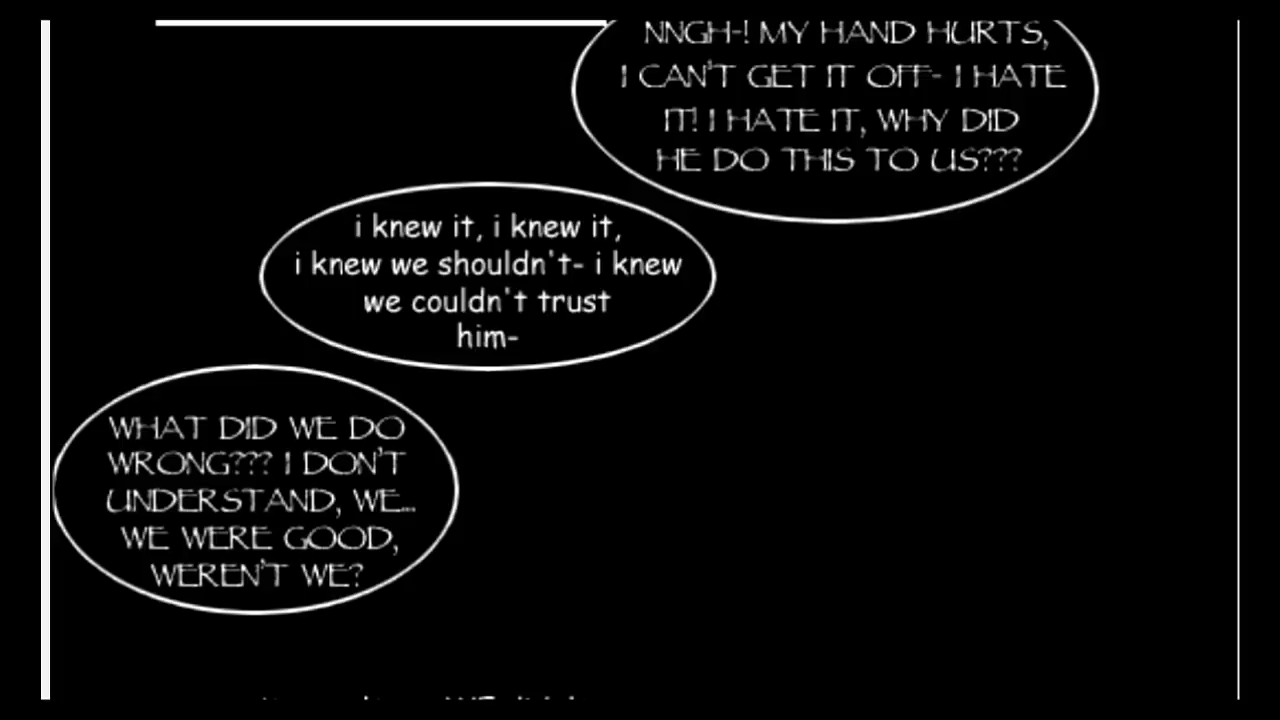 NNGH-! MY HAND HURTS,
I CAN'T GET IT OFF- I HATE
IT! I HATE IT, WHY DID
HE DO THIS TO US???
i knew it, i knew it,
i knew we shouldn't- i knew
we couldn't trust
him-
WHAT DID WE DO
WRONG??? I DON'T
UNDERSTAND, WE...
WE WERE GOOD,
WEREN'T WE?